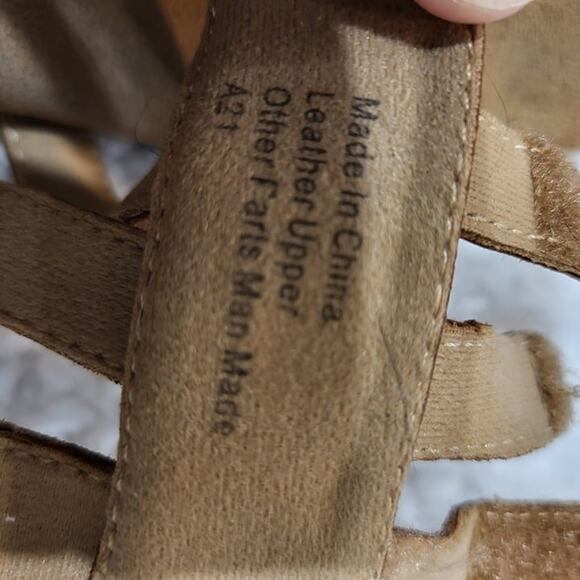 Made In China
Leather Upper
Other Parts Man Made
A21